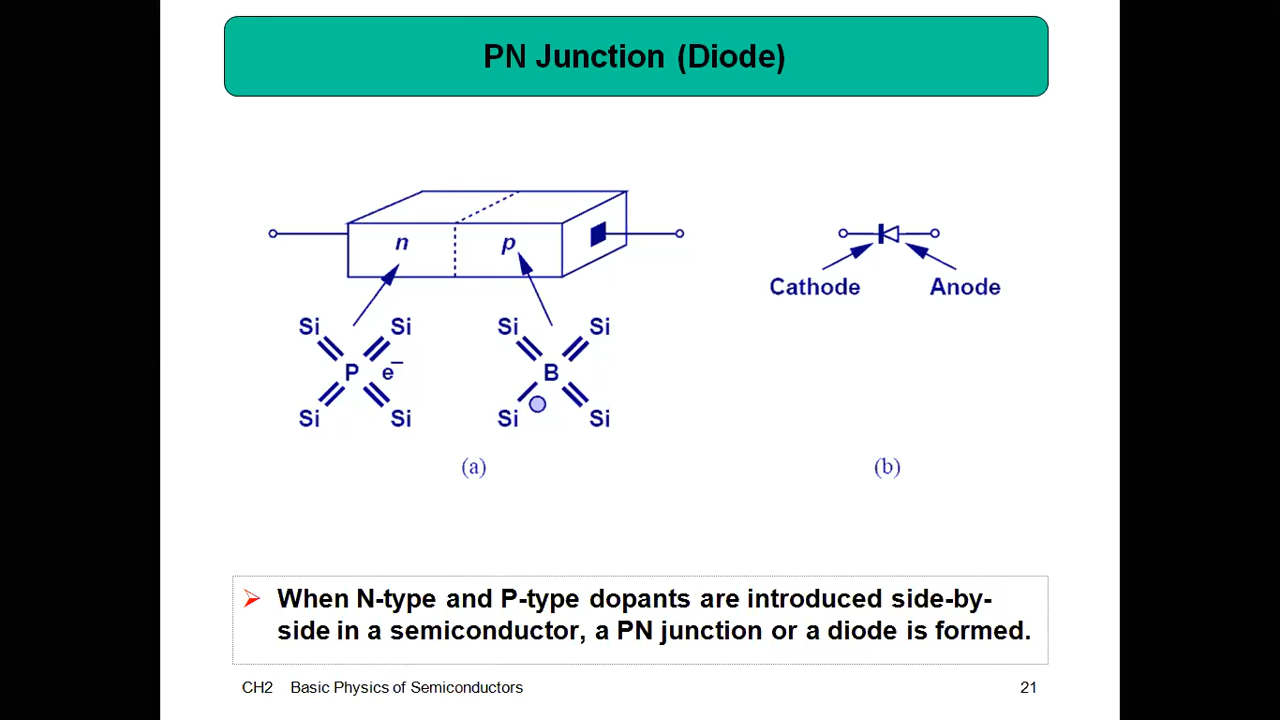 PN Junction (Diode)
n
p
Cathode
Anode
Si Si Si Si
P e− B
Si Si Si Si
(a)
(b)
When N-type and P-type dopants are introduced side-by-
side in a semiconductor, a PN junction or a diode is formed.
CH2 Basic Physics of Semiconductors
21